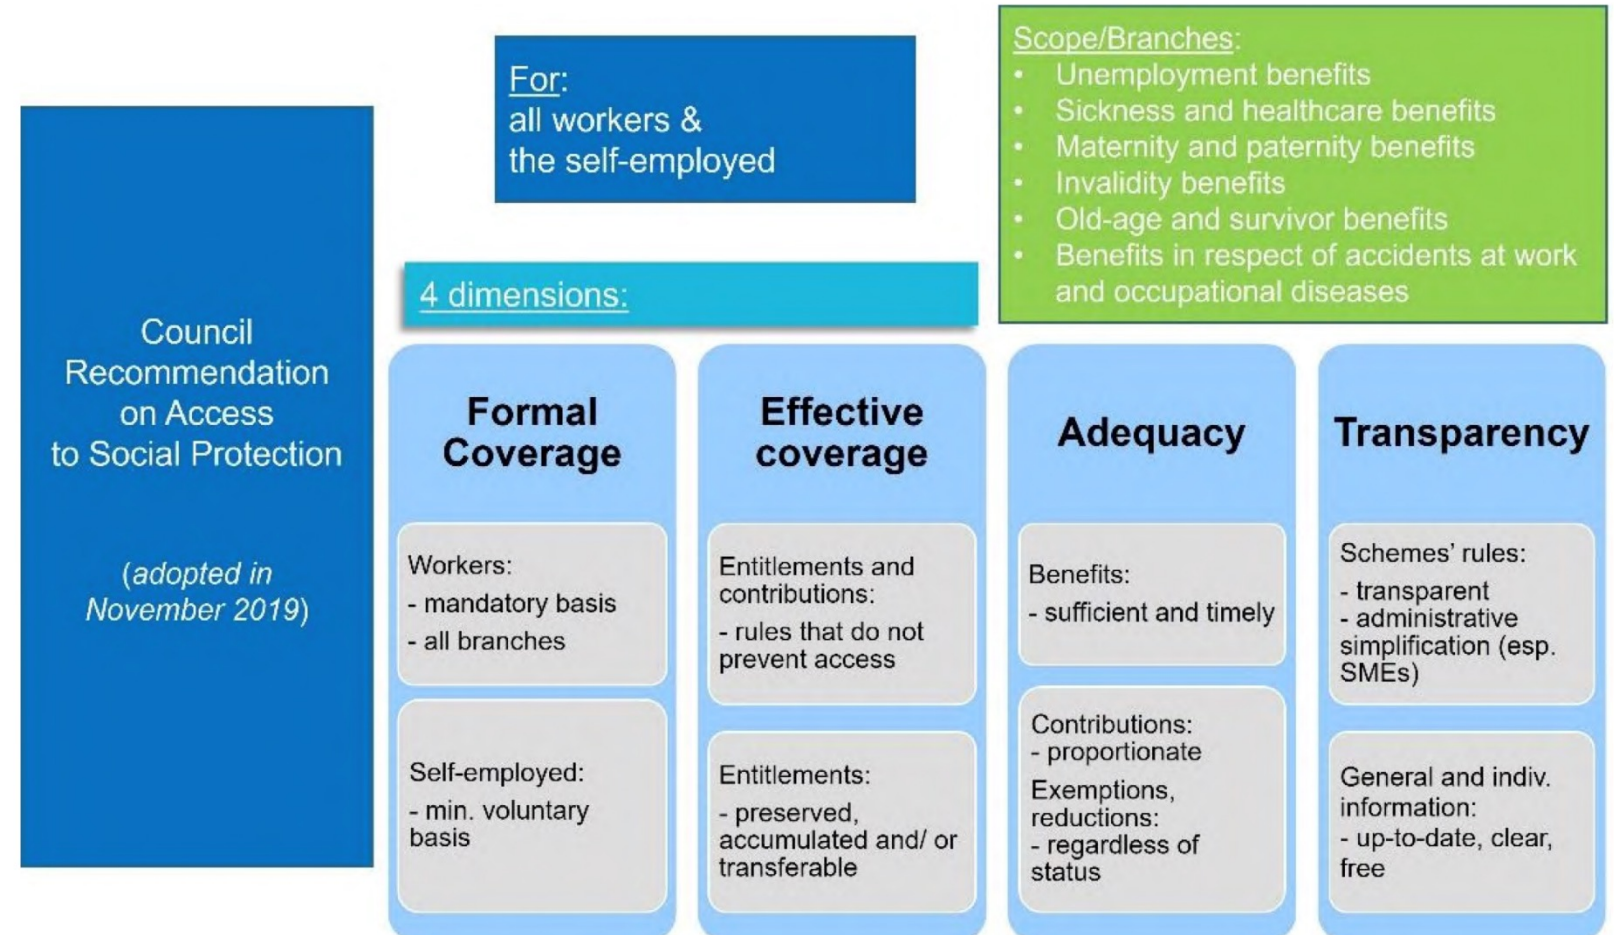 Council
Recommendation
on Access
to Social Protection
(adopted in
November 2019)
For:
all workers &
the self-employed
Scope/Branches:
• Unemployment benefits
• Sickness and healthcare benefits
• Maternity and paternity benefits
• Invalidity benefits
• Old-age and survivor benefits
• Benefits in respect of accidents at work
and occupational diseases
4 dimensions:
Formal
Coverage
Workers:
- mandatory basis
- all branches
Self-employed:
- min. voluntary
basis
Effective
coverage
Entitlements and
contributions:
- rules that do not
prevent access
Entitlements:
- preserved,
accumulated and/ or
transferable
Adequacy
Benefits:
- sufficient and timely
Contributions:
- proportionate
Exemptions,
reductions:
- regardless of
status
Transparency
Schemes’ rules:
- transparent
- administrative
simplification (esp.
SMEs)
General and indiv.
information:
- up-to-date, clear,
free